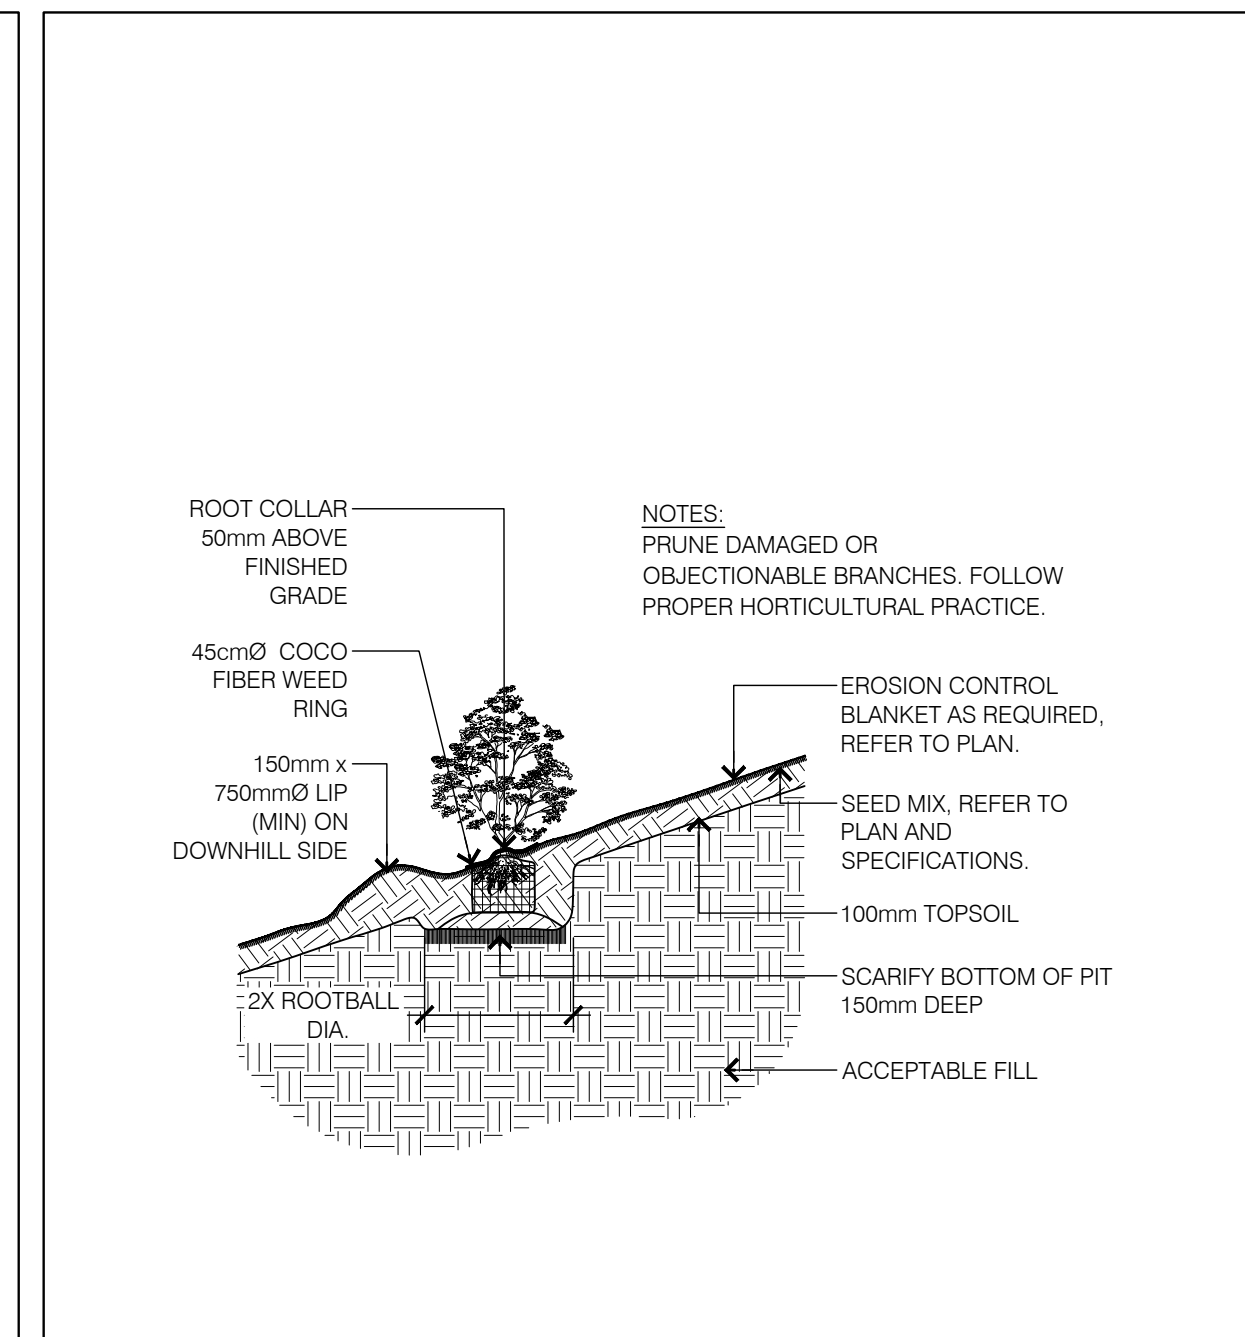 ROOT COLLAR
50mm ABOVE
FINISHED
GRADE
45cmØ COCO
FIBER WEED
RING
150mm x
750mmØ LIP
(MIN) ON
DOWNHILL SIDE
2X ROOTBALL
DIA.
NOTES:
PRUNE DAMAGED OR
OBJECTIONABLE BRANCHES. FOLLOW
PROPER HORTICULTURAL PRACTICE.
EROSION CONTROL
BLANKET AS REQUIRED,
REFER TO PLAN.
SEED MIX, REFER TO
PLAN AND
SPECIFICATIONS.
100mm TOPSOIL
SCARIFY BOTTOM OF PIT
150mm DEEP
ACCEPTABLE FILL